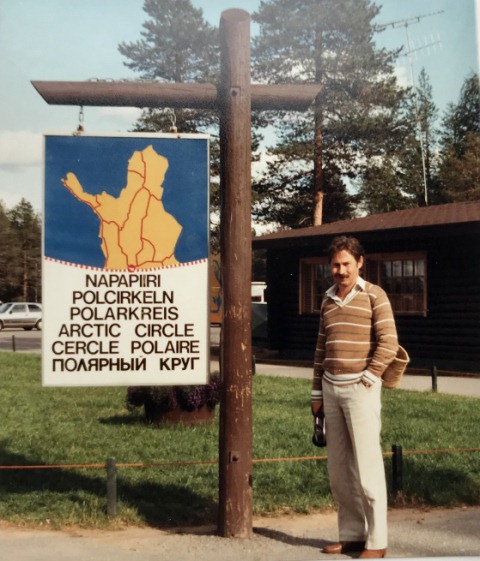 NAPAPIIRI
POLCIRKELN
POLARKREIS
ARCTIC CIRCLE
CERCLE POLAIRE
ПОЛЯРНЫЙ КРУГ